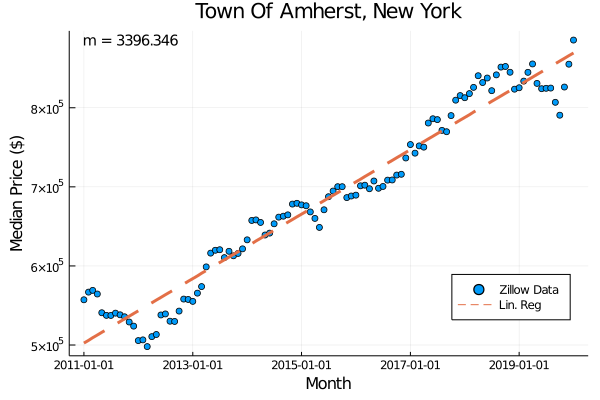 Town Of Amherst, New York
m = 3396.346
Median Price ($)
8×10⁵
7×10⁵
6×10⁵
5×10⁵
Zillow Data
Lin. Reg
2011-01-01 2013-01-01 2015-01-01 2017-01-01 2019-01-01
Month